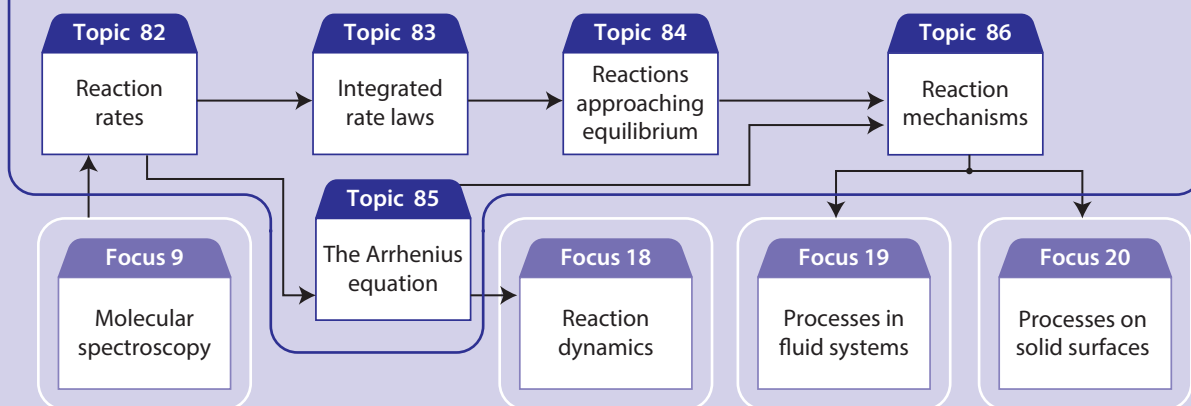 Topic 82
Reaction
rates
Topic 83
Integrated
rate laws
Topic 84
Reactions
approaching
equilibrium
Topic 86
Reaction
mechanisms
Topic 85
The Arrhenius
equation
Focus 9
Molecular
spectroscopy
Focus 18
Reaction
dynamics
Focus 19
Processes in
fluid systems
Focus 20
Processes on
solid surfaces